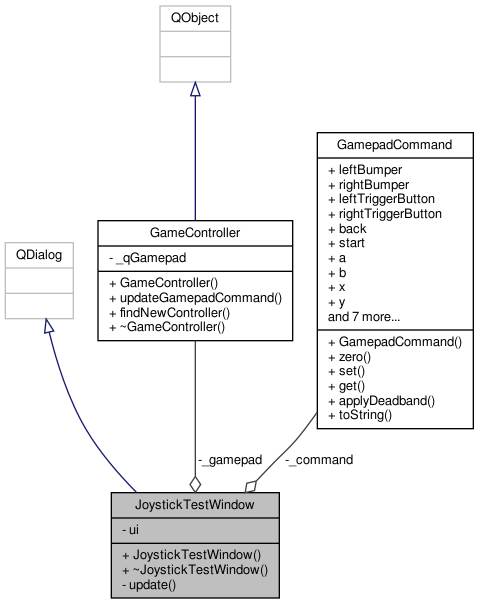 QObject
GamepadCommand
+ leftBumper
+ rightBumper
+ leftTriggerButton
+ rightTriggerButton
+ back
+ start
+ a
+ b
+ x
+ y
and 7 more...
+ GamepadCommand()
+ zero()
+ set()
+ get()
+ applyDeadband()
+ toString()
GameController
- _qGamepad
+ GameController()
+ updateGamepadCommand()
+ findNewController()
+ ~GameController()
QDialog
-_gamepad
-_command
JoystickTestWindow
- ui
+ JoystickTestWindow()
+ ~JoystickTestWindow()
- update()